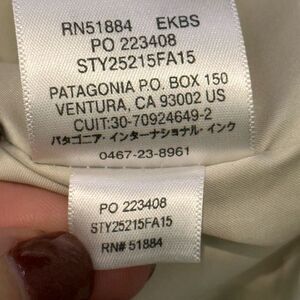 RN51884 EKBS
PO 223408
STY25215FA15
PATAGONIA P.O. BOX 150
VENTURA, CA 93002 US
CUIT:30-70924649-2
パタゴニア・インターナショナル・インク
0467-23-8961
PO 223408
STY25215FA15
RN# 51884